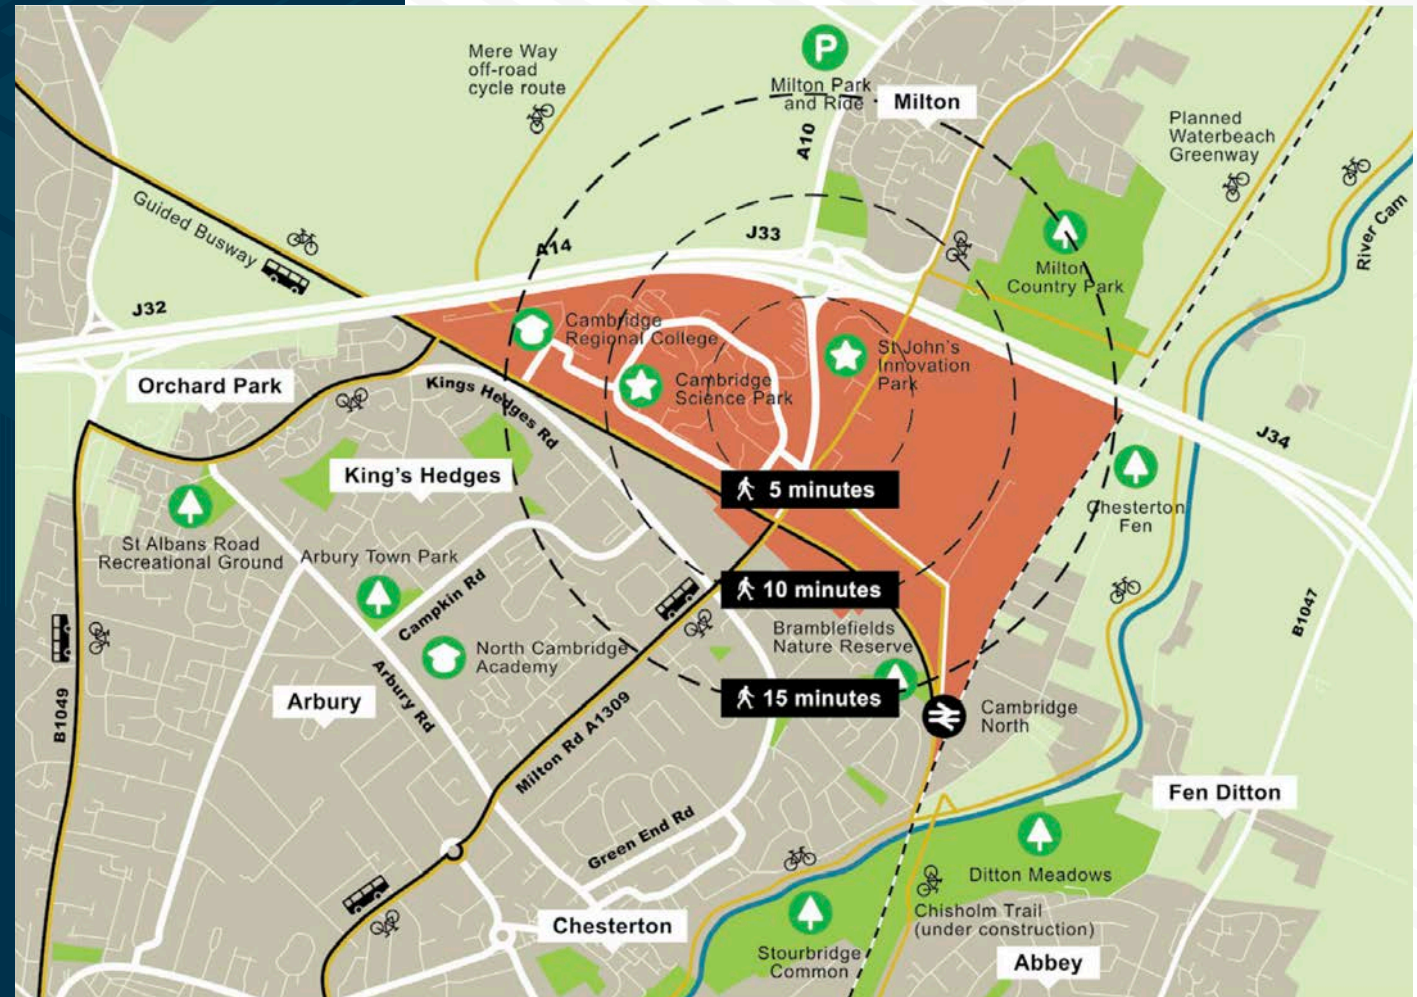 Mere Way
off-road
cycle route
P
Milton Park
and Ride
Milton
A10
Planned
Waterbeach
Greenway
River Cam
Guided Busway
A14
J33
J32
Milton
Country Park
Cambridge
Regional College
St John's
Innovation
Park
Cambridge
Science Park
Orchard Park
Kings Hedges Rd
J34
King's Hedges
5 minutes
Chesterton
Fen
St Albans Road
Recreational Ground
Arbury Town Park
10 minutes
Campkin Rd
B1047
Bramblefields
Nature Reserve
North Cambridge
Academy
15 minutes
Arbury
Arbury Rd
B1049
Cambridge
North
Milton Rd A1309
Fen Ditton
Green End Rd
Ditton Meadows
Chisholm Trail
(under construction)
Chesterton
Stourbridge
Common
Abbey